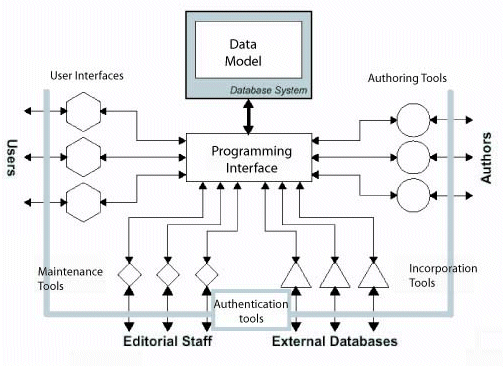 Data
Model
Database System
User Interfaces
Authoring Tools
Users
Programming
Interface
Authors
Maintenance
Tools
Incorporation
Tools
Authentication
tools
Editorial Staff
External Databases